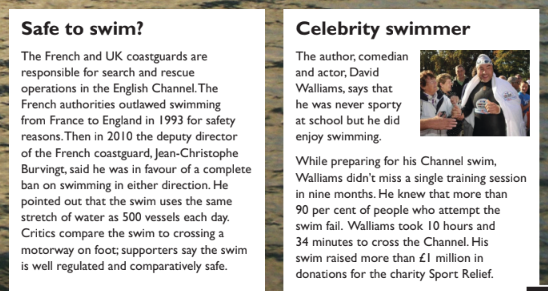 Safe to swim?
The French and UK coastguards are
responsible for search and rescue
operations in the English Channel. The
French authorities outlawed swimming
from France to England in 1993 for safety
reasons. Then in 2010 the deputy director
of the French coastguard, Jean-Christophe
Burvingt, said he was in favour of a complete
ban on swimming in either direction. He
pointed out that the swim uses the same
stretch of water as 500 vessels each day.
Critics compare the swim to crossing a
motorway on foot; supporters say the swim
is well regulated and comparatively safe.
Celebrity swimmer
The author, comedian
and actor, David
Walliams, says that
he was never sporty
at school but he did
enjoy swimming.
While preparing for his Channel swim,
Walliams didn't miss a single training session
in nine months. He knew that more than
90 per cent of people who attempt the
swim fail. Walliams took 10 hours and
34 minutes to cross the Channel. His
swim raised more than £1 million in
donations for the charity Sport Relief.